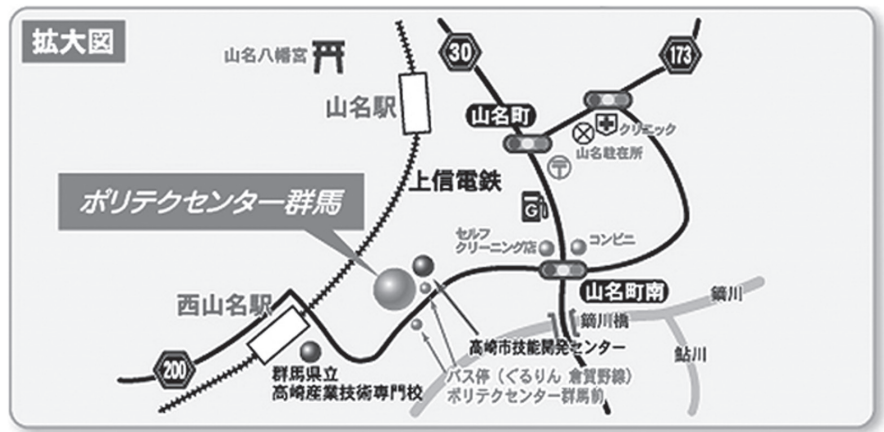 拡大図
山名八幡宮
30
173
山名駅
山名町
クリニック
山名駐在所
上信電鉄
ポリテクセンター群馬
G
セルフ
クリーニング店
コンビニ
西山名駅
山名町南
鏑川
鏑川橋
高崎市技能開発センター
鮎川
200
群馬県立
高崎産業技術専門校
バス停(ぐるりん 倉賀野線)
ポリテクセンター群馬前